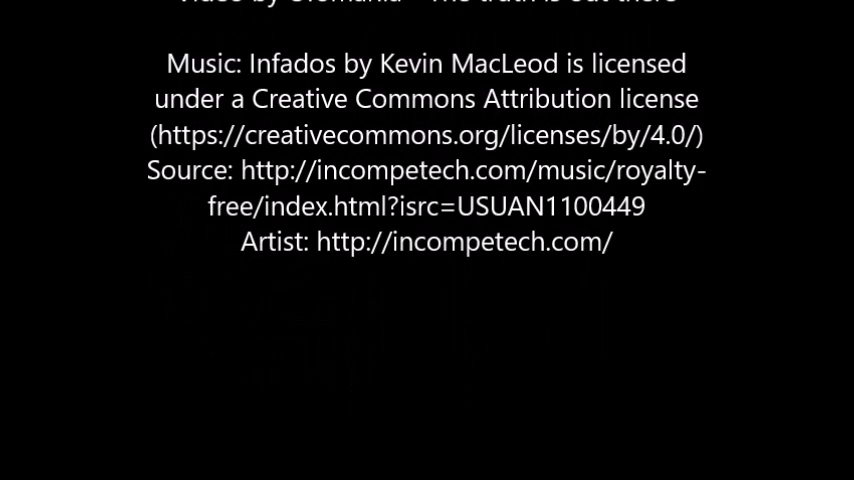 Music: Infados by Kevin MacLeod is licensed
under a Creative Commons Attribution license
(https://creativecommons.org/licenses/by/4.0/)
Source: http://incompetech.com/music/royalty-
free/index.html?isrc=USUAN1100449
Artist: http://incompetech.com/